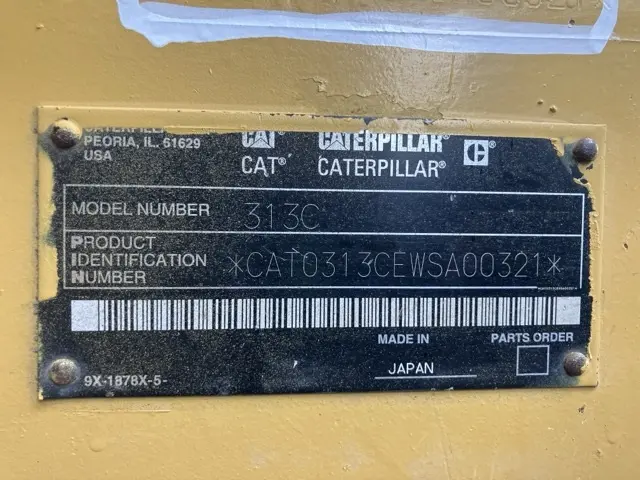 PEORIA, IL. 61629
USA
CAT® CATERPILLAR®
CAT® CATERPILLAR®
MODEL NUMBER 313C
PRODUCT
IDENTIFICATION
NUMBER
*CAT0313CEWSA00321*
MADE IN
JAPAN
PARTS ORDER
9X-1878X-5-